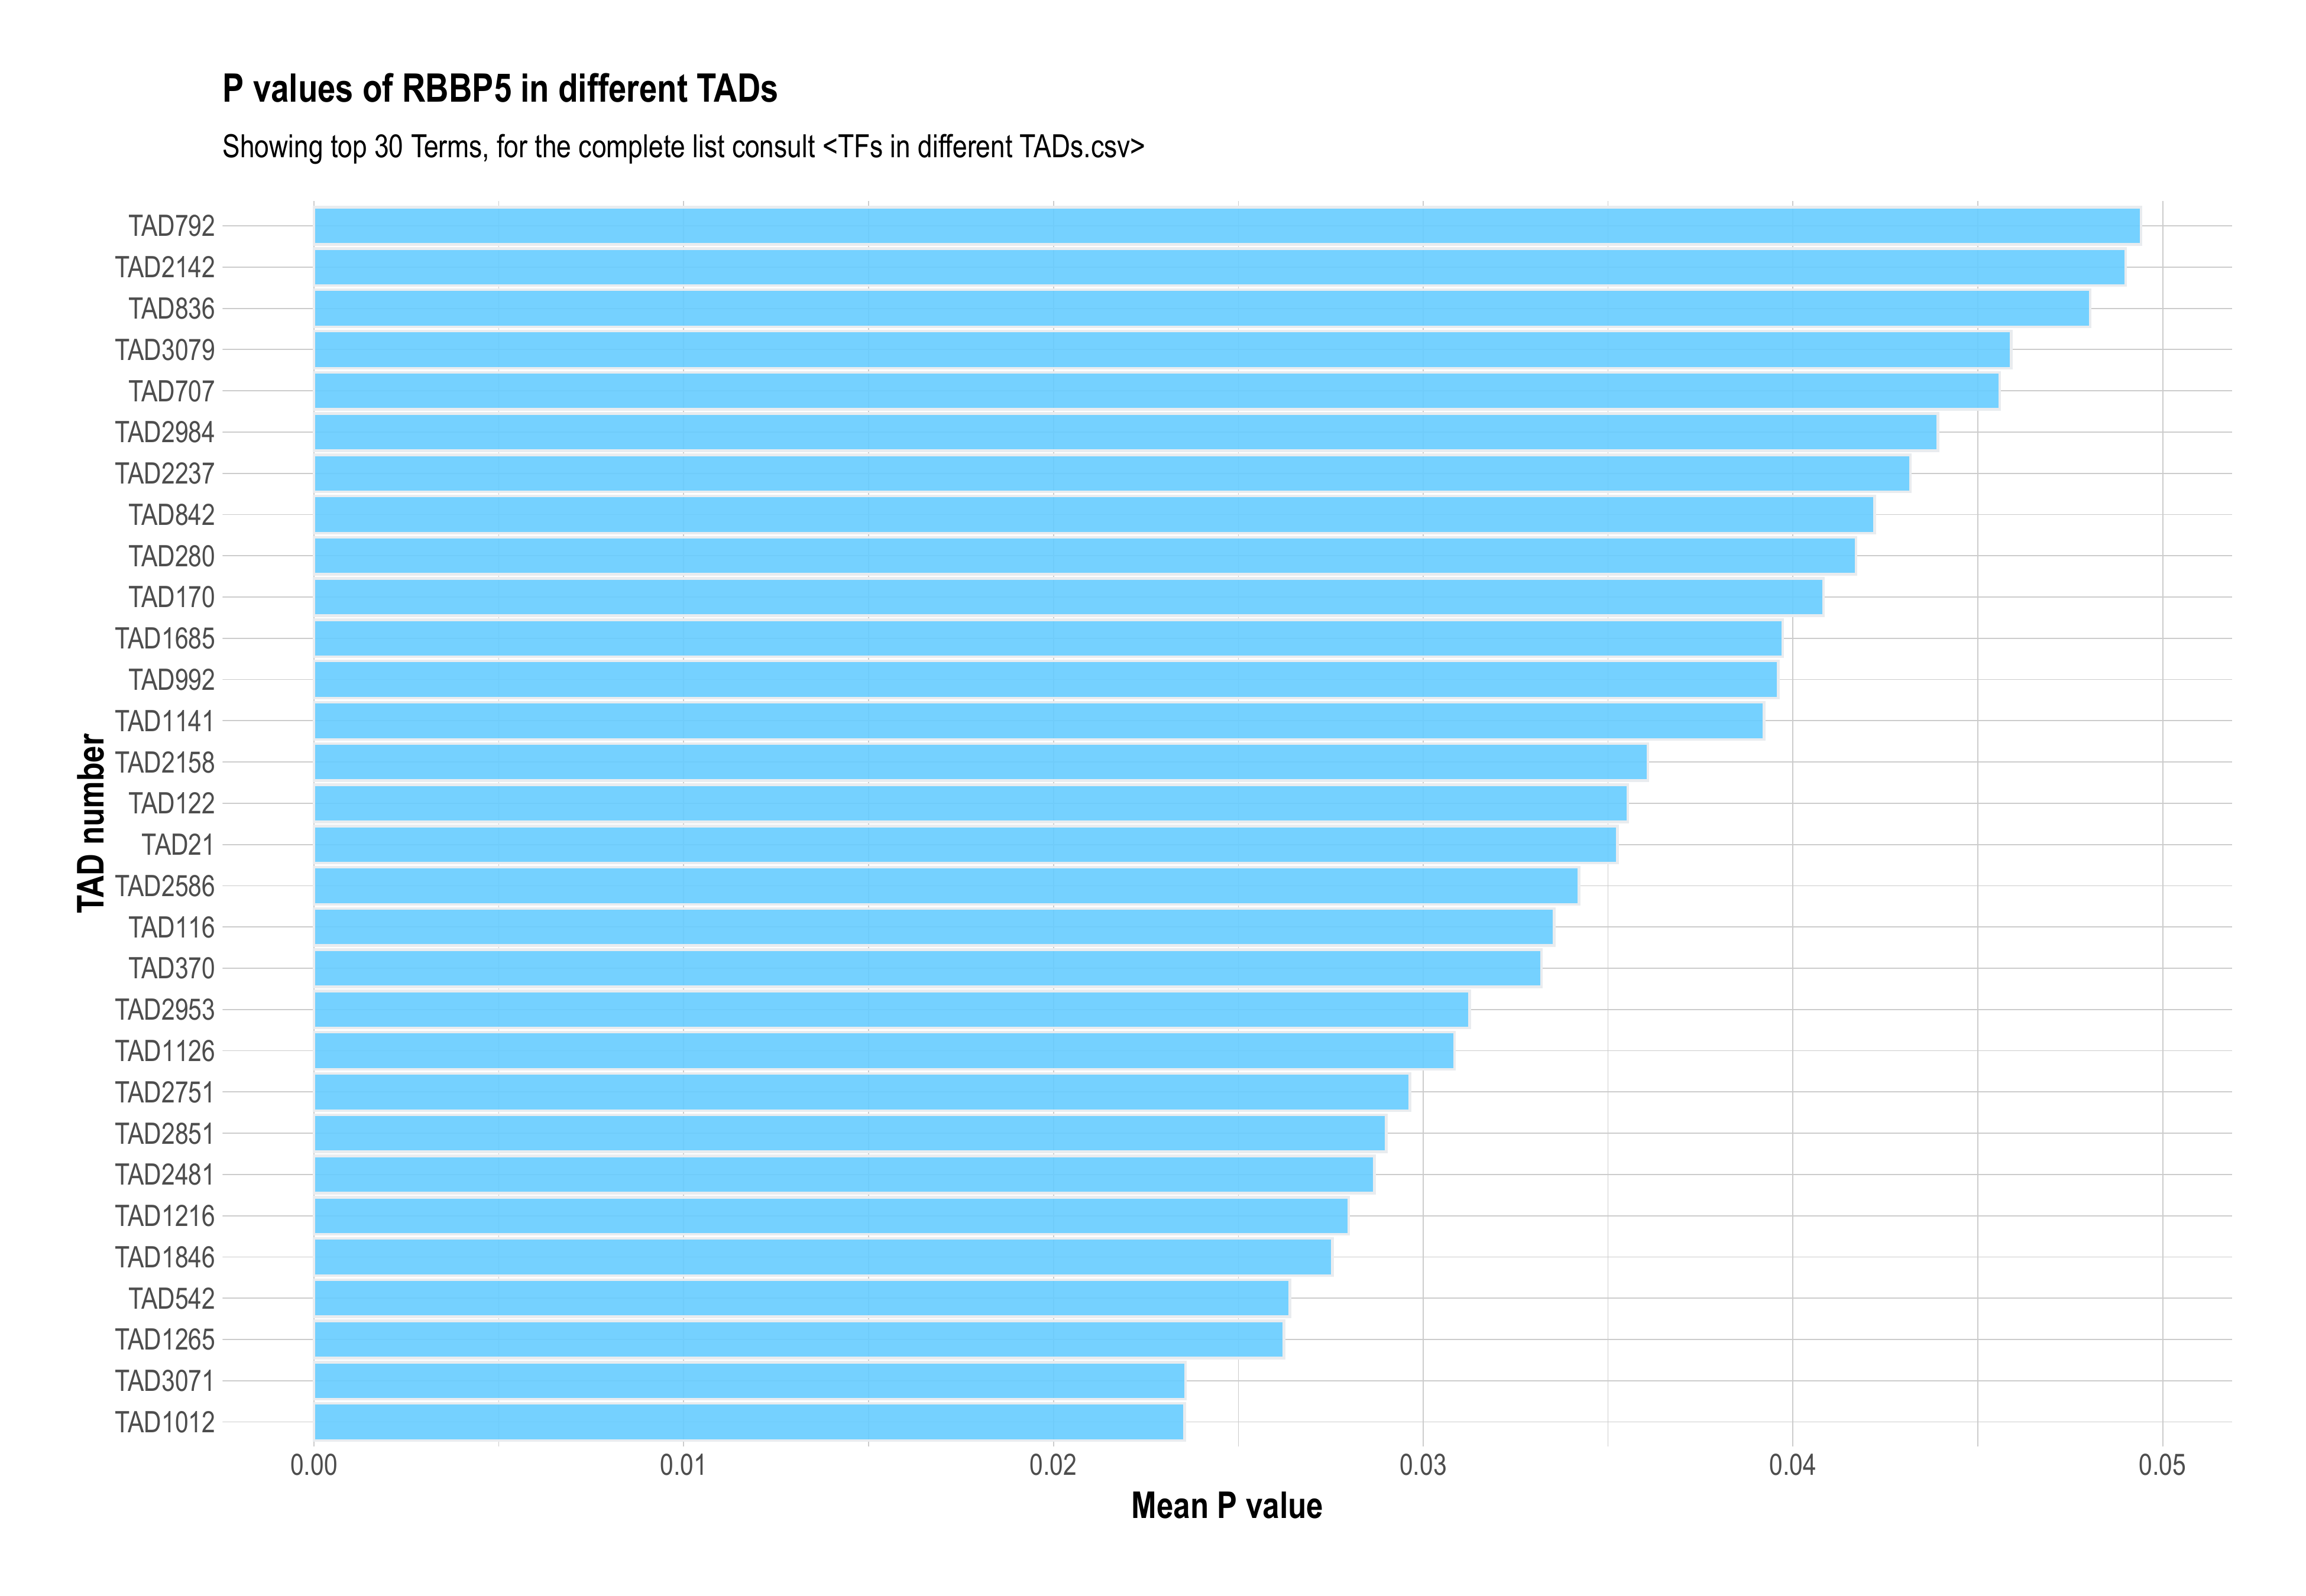 P values of RBBP5 in different TADs
Showing top 30 Terms, for the complete list consult <TFs in different TADs.csv>
TAD number
TAD792
TAD2142
TAD836
TAD3079
TAD707
TAD2984
TAD2237
TAD842
TAD280
TAD170
TAD1685
TAD992
TAD1141
TAD2158
TAD122
TAD21
TAD2586
TAD116
TAD370
TAD2953
TAD1126
TAD2751
TAD2851
TAD2481
TAD1216
TAD1846
TAD542
TAD1265
TAD3071
TAD1012
0.00 0.01 0.02 0.03 0.04 0.05
Mean P value